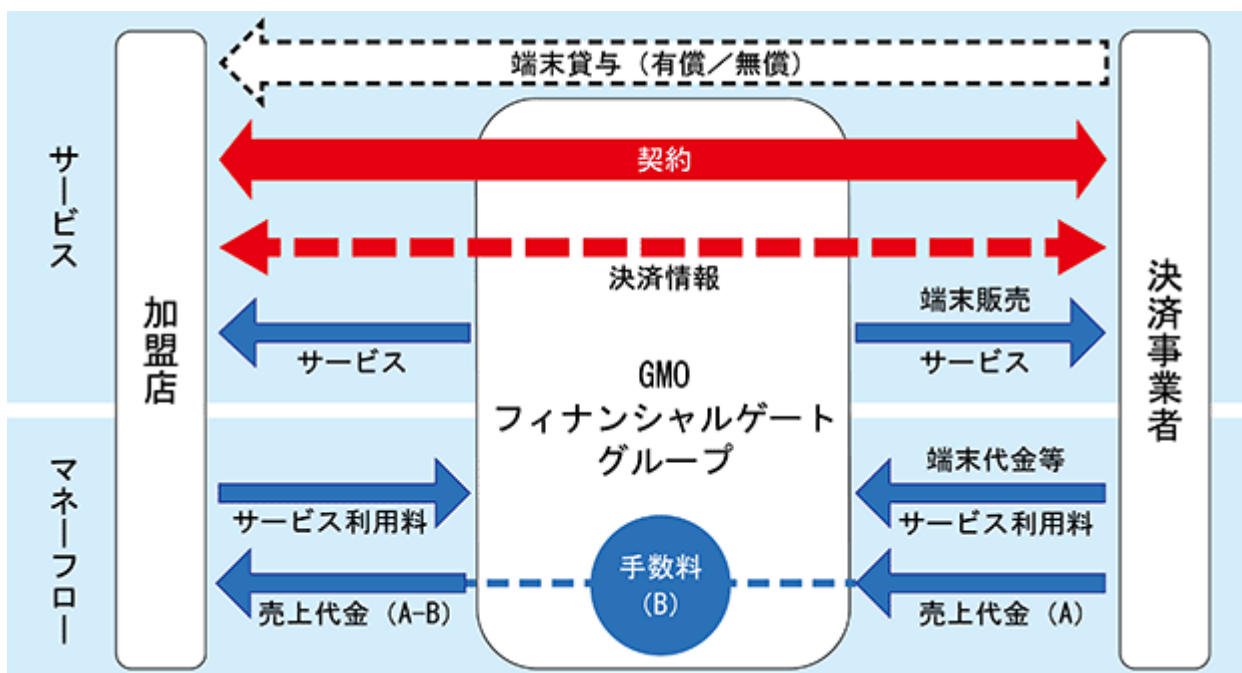 端末貸与（有償／無償）
サービス
契約
決済情報
加盟店
決済事業者
サービス
端末販売
サービス
GMO
フィナンシャルゲート
グループ
マネーフロー
サービス利用料
端末代金等
サービス利用料
手数料
（B）
売上代金（A-B）
売上代金（A）